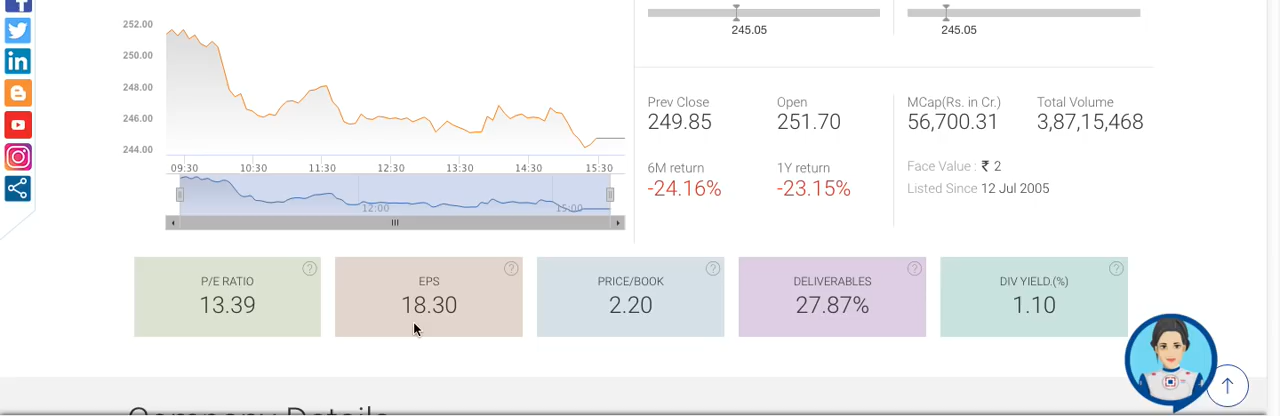 252.00
250.00
248.00
246.00
244.00
09:30 10:30 11:30 12:30 13:30 14:30 15:30
12:00 15:00
245.05
245.05
Prev Close
249.85
Open
251.70
MCap(Rs. in Cr.)
56,700.31
Total Volume
3,87,15,468
6M return
-24.16%
1Y return
-23.15%
Face Value : ₹ 2
Listed Since 12 Jul 2005
P/E RATIO
13.39
EPS
18.30
PRICE/BOOK
2.20
DELIVERABLES
27.87%
DIV YIELD.(%)
1.10
Company Details